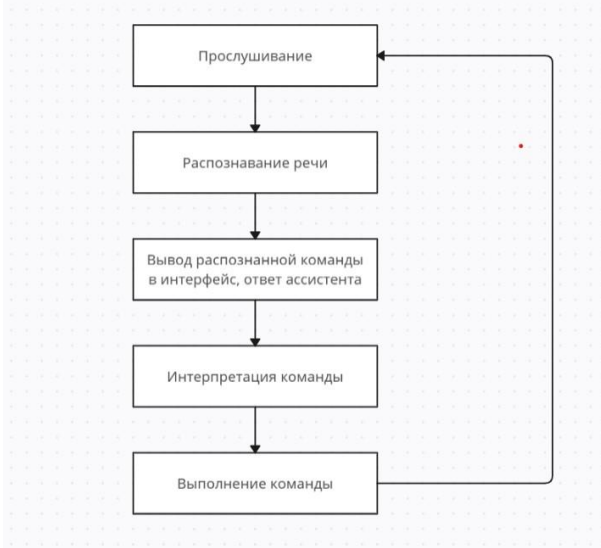 Прослушивание
Распознавание речи
Вывод распознанной команды
в интерфейс, ответ ассистента
Интерпретация команды
Выполнение команды